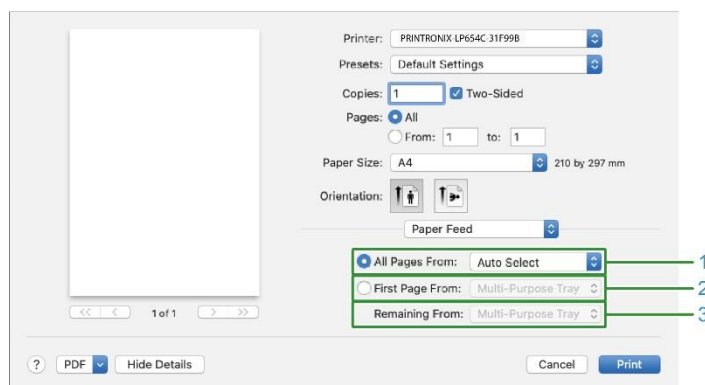 Printer: PRINTRONIX-LP654C-31F99B
Presets: Default Settings
Copies: 1 Two-Sided
Pages: All
From: 1 to: 1
Paper Size: A4 210 by 297 mm
Orientation:
Paper Feed
All Pages From: Auto Select 1
First Page From: Multi-Purpose Tray 2
Remaining From: Multi-Purpose Tray 3
<< < 1 of 1 > >>
? PDF Hide Details Cancel Print